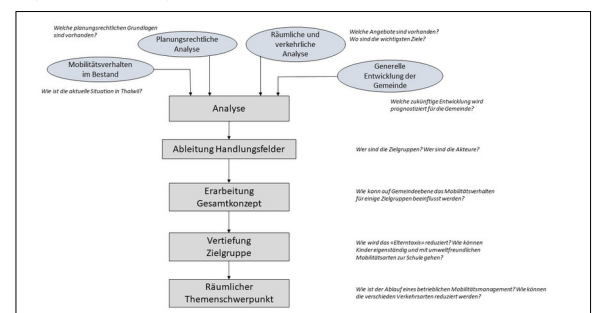 Welche planungsrechtlichen Grundlagen
sind vorhanden?
Planungsrechtliche
Analyse
Räumliche und
verkehrliche
Analyse
Welche Angebote sind vorhanden?
Wo sind die wichtigsten Ziele?
Mobilitätsverhalten
im Bestand
Generelle
Entwicklung der
Gemeinde
Wie ist die aktuelle Situation in Thalwil?
Analyse
Welche zukünftige Entwicklung wird
prognostiziert für die Gemeinde?
Ableitung Handlungsfelder
Wer sind die Zielgruppen? Wer sind die Akteure?
Erarbeitung
Gesamtkonzept
Wie kann auf Gemeindeebene das Mobilitätsverhalten
für einige Zielgruppen beeinflusst werden?
Vertiefung
Zielgruppe
Wie wird das «Elterntaxis» reduziert? Wie können
Kinder eigenständig und mit umweltfreundlichen
Mobilitätsarten zur Schule gehen?
Räumlicher
Themenschwerpunkt
Wie ist der Ablauf eines betrieblichen Mobilitätsmanagement? Wie können
die verschieden Verkehrsarten reduziert werden?